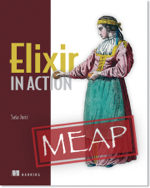 Elixir
IN ACTION
Saša Jurić
MEAP
MANNING